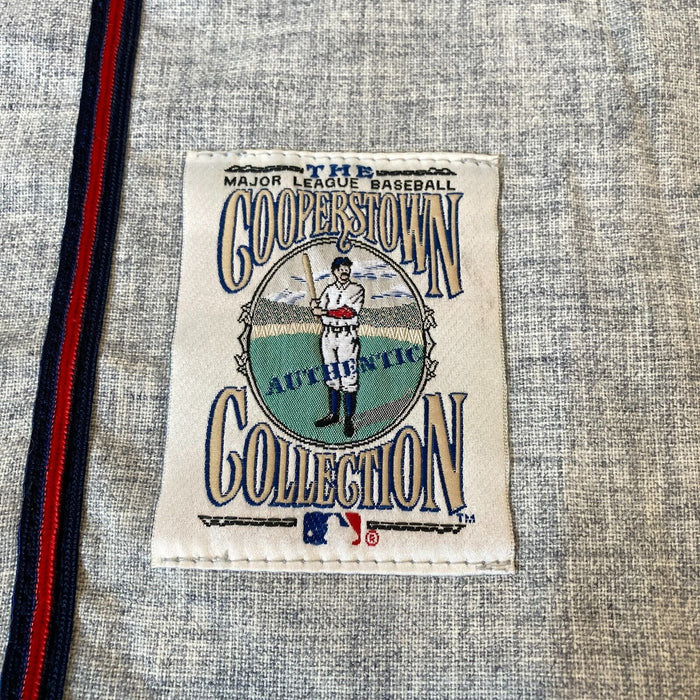 THE
MAJOR LEAGUE BASEBALL
COOPERSTOWN
AUTHENTIC
COLLECTION
TM
®